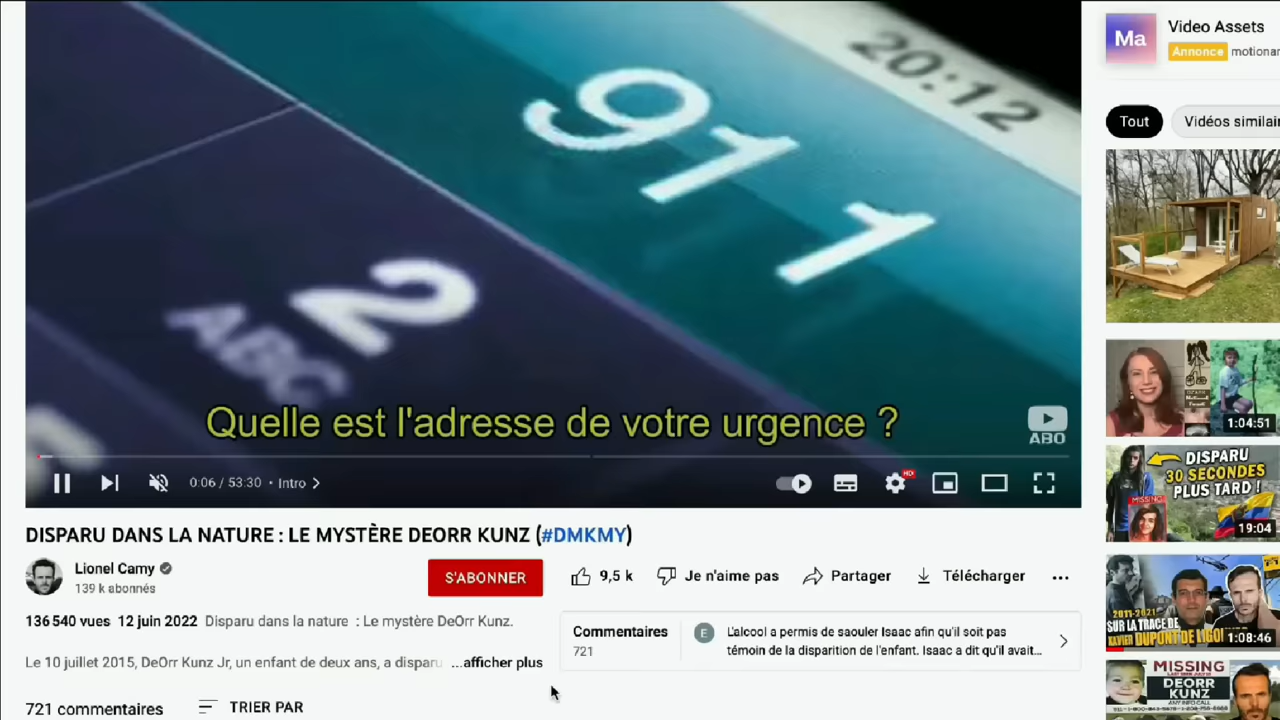 20:12
911
2
ABC
Quelle est l'adresse de votre urgence ?
ABO
0:06 / 53:30 • Intro
HD
DISPARU DANS LA NATURE : LE MYSTÈRE DEORR KUNZ (#DMKMY)
Lionel Camy
139 k abonnés
S'ABONNER
9,5 k
Je n'aime pas
Partager
Télécharger
136 540 vues 12 juin 2022 Disparu dans la nature : Le mystère DeOrr Kunz.
Le 10 juillet 2015, DeOrr Kunz Jr, un enfant de deux ans, a disparu ...afficher plus
Commentaires
721
E
L'alcool a permis de saouler Isaac afin qu'il soit pas
témoin de la disparition de l'enfant. Isaac a dit qu'il avait...
721 commentaires
TRIER PAR
Ma
Video Assets
Annonce motionar
Tout
Vidéos similai
1:04:51
DISPARU
30 SECONDES
PLUS TARD !
MISSING
19:04
2011-2021
SUR LA TRACE DE
XAVIER DUPONT DE LIGO
1:08:46
MISSING
DEORR
KUNZ